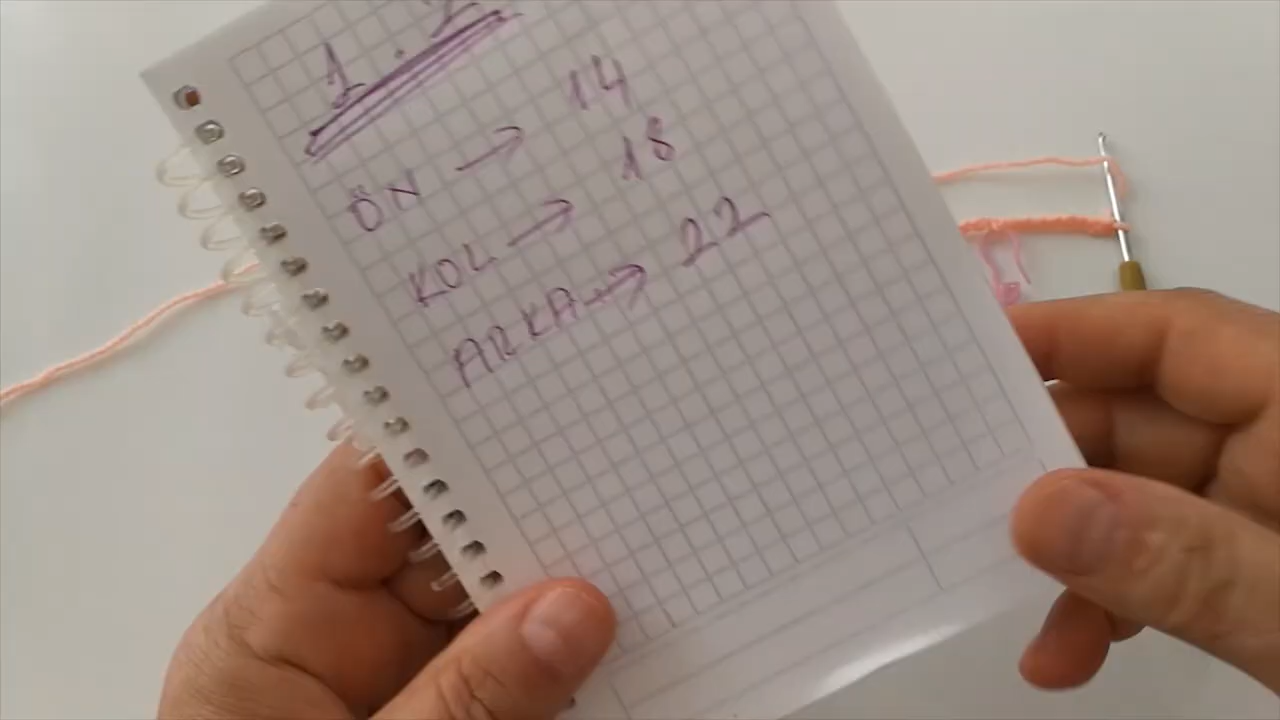 ÖN → 14
KOL → 18
ARKA → 22